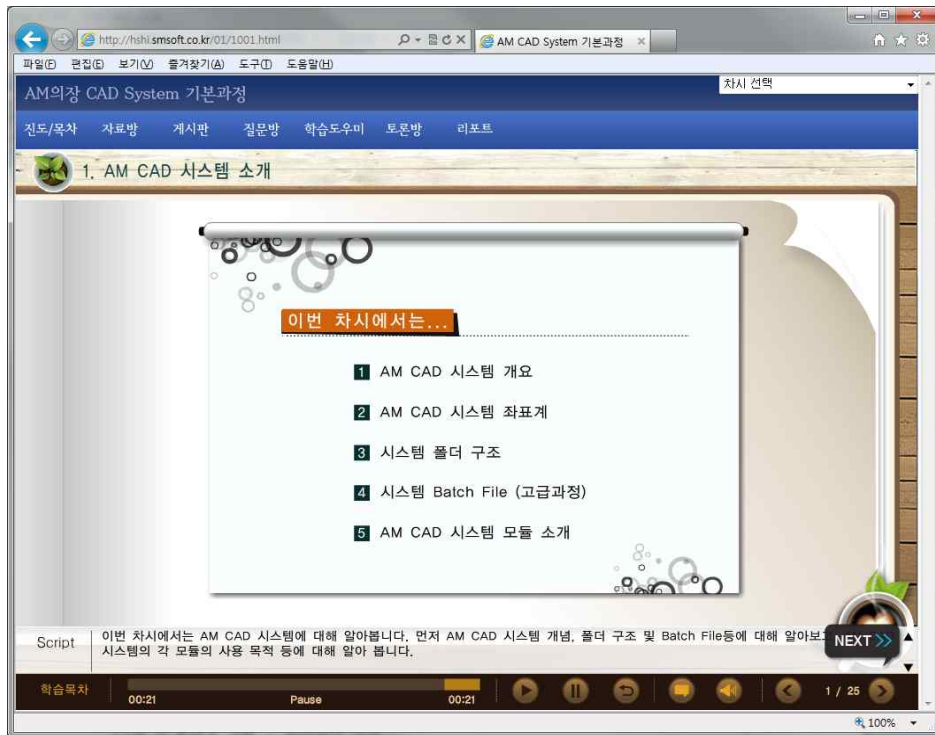 http://hshi.smsoft.co.kr/01/1001.html
AM CAD System 기본과정
파일(F) 편집(E) 보기(V) 즐겨찾기(A) 도구(T) 도움말(H)
AM의장 CAD System 기본과정
차시 선택
진도/목차 자료방 게시판 질문방 학습도우미 토론방 리포트
1. AM CAD 시스템 소개
이번 차시에서는...
1 AM CAD 시스템 개요
2 AM CAD 시스템 좌표계
3 시스템 폴더 구조
4 시스템 Batch File (고급과정)
5 AM CAD 시스템 모듈 소개
Script
이번 차시에서는 AM CAD 시스템에 대해 알아봅니다. 먼저 AM CAD 시스템 개념, 폴더 구조 및 Batch File등에 대해 알아보고
시스템의 각 모듈의 사용 목적 등에 대해 알아 봅니다.
NEXT
학습목차
00:21 Pause 00:21
1 / 25
100%